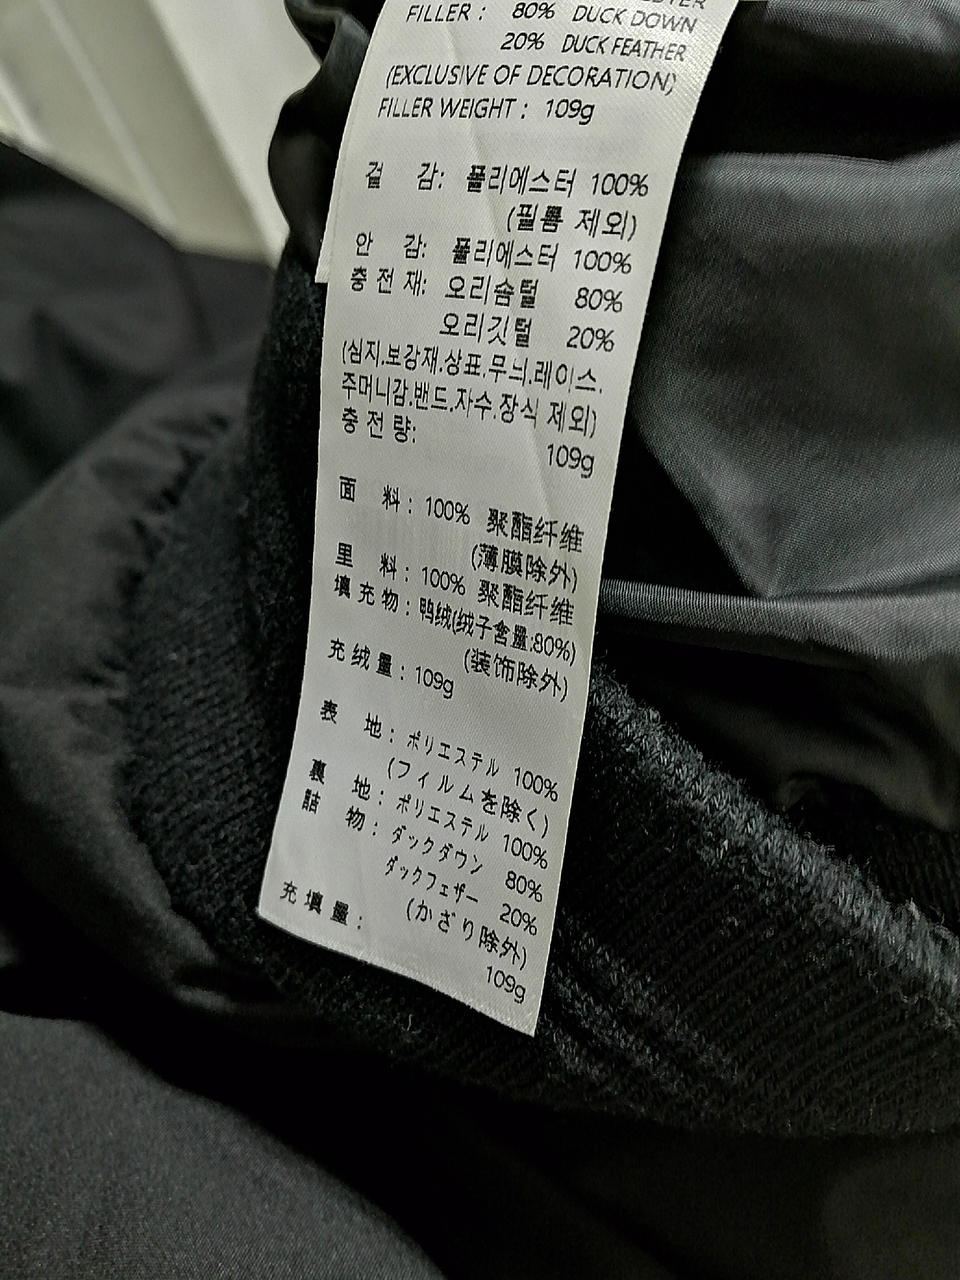 FILLER : 80% DUCK DOWN
20% DUCK FEATHER
(EXCLUSIVE OF DECORATION)
FILLER WEIGHT : 109g
겉 감: 폴리에스터 100%
(필름 제외)
안 감: 폴리에스터 100%
충 전 재: 오리솜털 80%
오리깃털 20%
(심지.보강재.상표.무늬.레이스.
주머니감.밴드.자수.장식 제외)
충 전 량: 109g
面 料 : 100% 聚酯纤维
(薄膜除外)
里 料 : 100% 聚酯纤维
填 充 物 : 鸭绒(绒子含量:80%)
(装饰除外)
充 绒 量 : 109g
表 地 : ポリエステル 100%
(フィルムを除く)
裏 地 : ポリエステル 100%
詰 物 : ダックダウン 80%
ダックフェザー 20%
(かざり除外)
充 填 量 : 109g